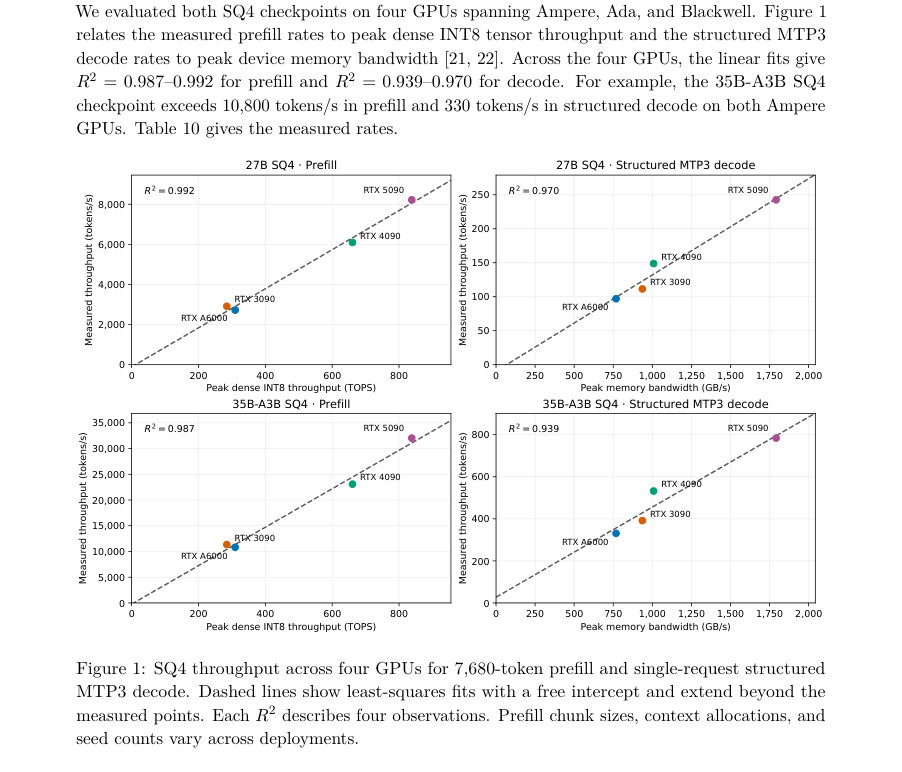 We evaluated both SQ4 checkpoints on four GPUs spanning Ampere, Ada, and Blackwell. Figure 1
relates the measured prefill rates to peak dense INT8 tensor throughput and the structured MTP3
decode rates to peak device memory bandwidth [21, 22]. Across the four GPUs, the linear fits give
R² = 0.987–0.992 for prefill and R² = 0.939–0.970 for decode. For example, the 35B-A3B SQ4
checkpoint exceeds 10,800 tokens/s in prefill and 330 tokens/s in structured decode on both Ampere
GPUs. Table 10 gives the measured rates.
27B SQ4 · Prefill
R² = 0.992
RTX 5090
RTX 4090
RTX 3090
RTX A6000
8,000
6,000
4,000
2,000
0
0 200 400 600 800
Measured throughput (tokens/s)
Peak dense INT8 throughput (TOPS)
27B SQ4 · Structured MTP3 decode
R² = 0.970
RTX 5090
RTX 4090
RTX 3090
RTX A6000
250
200
150
100
50
0
0 250 500 750 1,000 1,250 1,500 1,750 2,000
Measured throughput (tokens/s)
Peak memory bandwidth (GB/s)
35B-A3B SQ4 · Prefill
R² = 0.987
RTX 5090
RTX 4090
RTX 3090
RTX A6000
35,000
30,000
25,000
20,000
15,000
10,000
5,000
0
0 200 400 600 800
Measured throughput (tokens/s)
Peak dense INT8 throughput (TOPS)
35B-A3B SQ4 · Structured MTP3 decode
R² = 0.939
RTX 5090
RTX 4090
RTX 3090
RTX A6000
800
600
400
200
0
0 250 500 750 1,000 1,250 1,500 1,750 2,000
Measured throughput (tokens/s)
Peak memory bandwidth (GB/s)
Figure 1: SQ4 throughput across four GPUs for 7,680-token prefill and single-request structured
MTP3 decode. Dashed lines show least-squares fits with a free intercept and extend beyond the
measured points. Each R² describes four observations. Prefill chunk sizes, context allocations, and
seed counts vary across deployments.